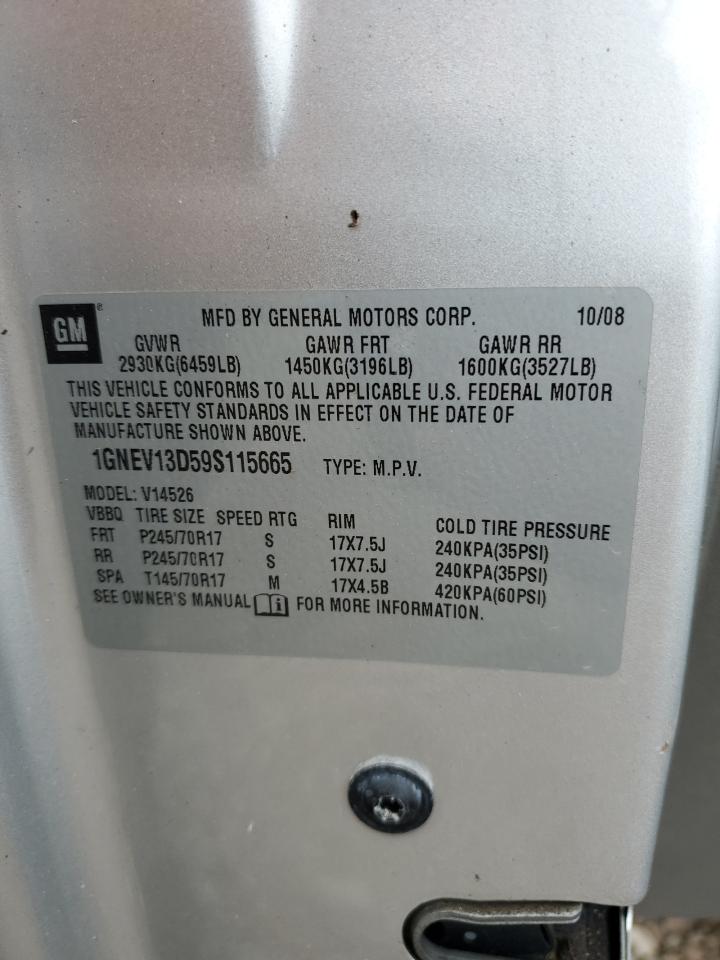 GM ® MFD BY GENERAL MOTORS CORP. 10/08
GVWR GAWR FRT GAWR RR
2930KG(6459LB) 1450KG(3196LB) 1600KG(3527LB)
THIS VEHICLE CONFORMS TO ALL APPLICABLE U.S. FEDERAL MOTOR
VEHICLE SAFETY STANDARDS IN EFFECT ON THE DATE OF
MANUFACTURE SHOWN ABOVE.
1GNEV13D59S115665 TYPE: M.P.V.
MODEL: V14526
VBBQ TIRE SIZE SPEED RTG RIM COLD TIRE PRESSURE
FRT P245/70R17 S 17X7.5J 240KPA(35PSI)
RR P245/70R17 S 17X7.5J 240KPA(35PSI)
SPA T145/70R17 M 17X4.5B 420KPA(60PSI)
SEE OWNER'S MANUAL i FOR MORE INFORMATION.